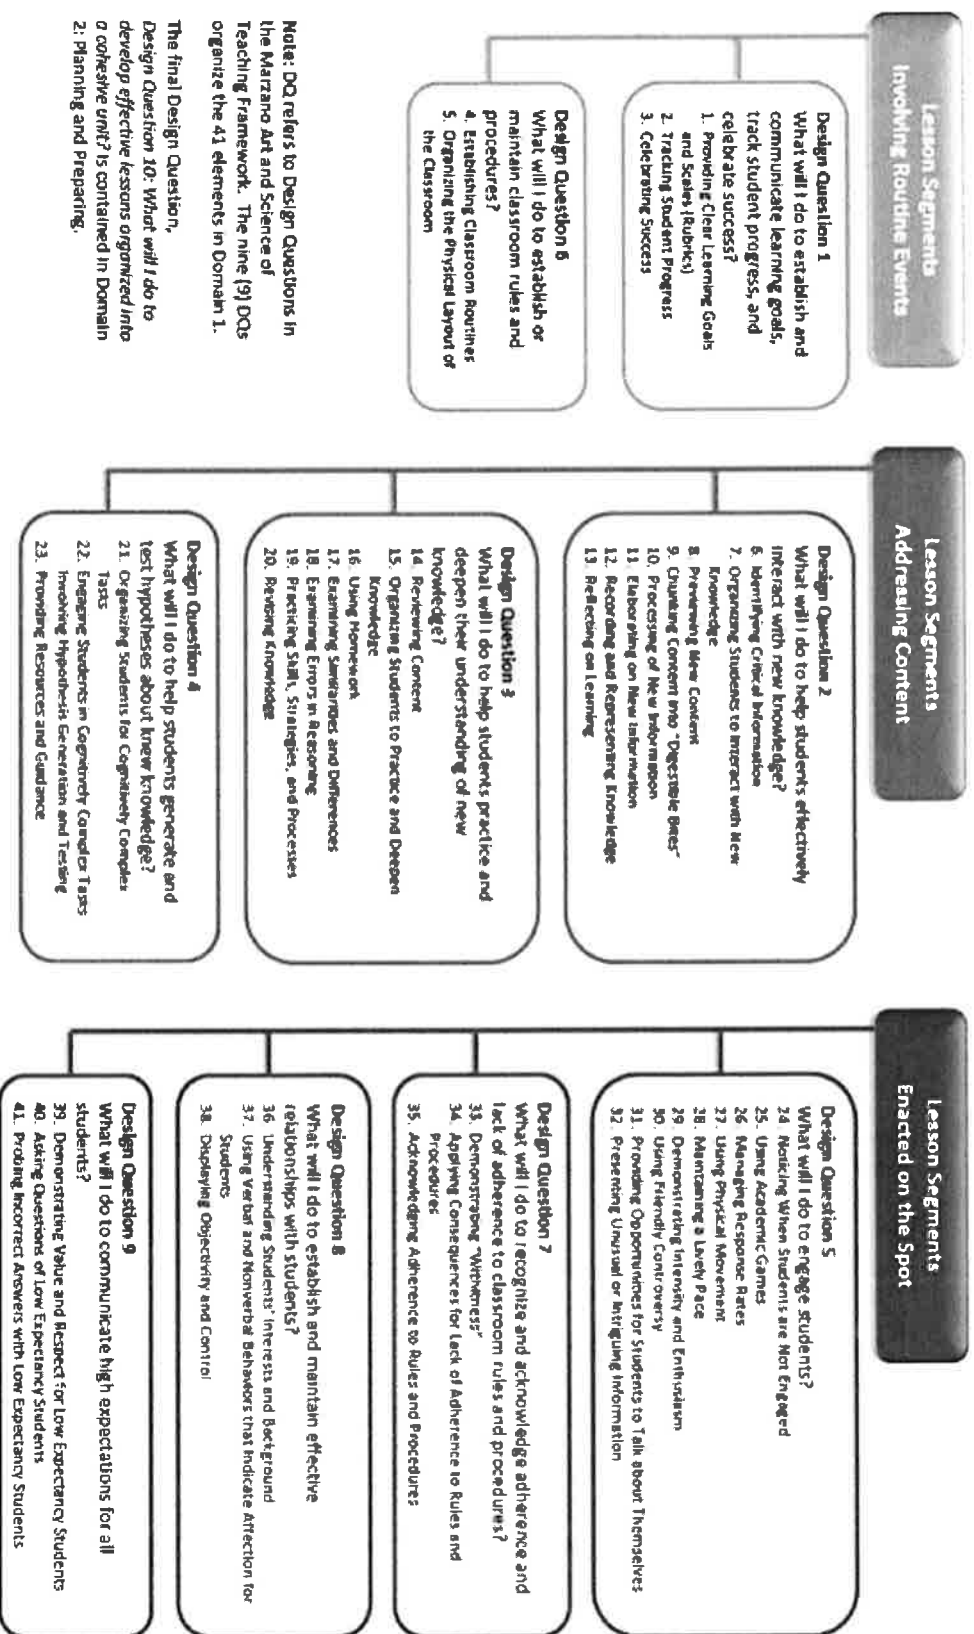 Lesson Segments
Involving Routine Events
Design Question 1
What will I do to establish and
communicate learning goals,
track student progress, and
celebrate success?
1. Providing Clear Learning Goals
and Scales (Rubrics)
2. Tracking Student Progress
3. Celebrating Success
Design Question 6
What will I do to establish or
maintain classroom rules and
procedures?
4. Establishing Classroom Routines
5. Organizing the Physical Layout of
the Classroom
Note: DQ refers to Design Questions in
the Marzano Art and Science of
Teaching Framework. The nine (9) DQs
organize the 41 elements in Domain 1.
The final Design Question,
Design Question 10: What will I do to
develop effective lessons organized into
a cohesive unit? is contained in Domain
2: Planning and Preparing.
Lesson Segments
Addressing Content
Design Question 2
What will I do to help students effectively
interact with new knowledge?
6. Identifying Critical Information
7. Organizing Students to Interact with New
Knowledge
8. Previewing New Content
9. Chunking Content into "Digestible Bites"
10. Processing of New Information
11. Elaborating on New Information
12. Recording and Representing Knowledge
13. Reflecting on Learning
Design Question 3
What will I do to help students practice and
deepen their understanding of new
knowledge?
14. Reviewing Content
15. Organizing Students to Practice and Deepen
Knowledge
16. Using Homework
17. Examining Similarities and Differences
18. Examining Errors in Reasoning
19. Practicing Skills, Strategies, and Processes
20. Revising Knowledge
Design Question 4
What will I do to help students generate and
test hypotheses about knew knowledge?
21. Organizing Students for Cognitively Complex
Tasks
22. Engaging Students in Cognitively Complex Tasks
Involving Hypothesis Generation and Testing
23. Providing Resources and Guidance
Lesson Segments
Enacted on the Spot
Design Question 5
What will I do to engage students?
24. Noticing When Students are Not Engaged
25. Using Academic Games
26. Managing Response Rates
27. Using Physical Movement
28. Maintaining a Lively Pace
29. Demonstrating Intensity and Enthusiasm
30. Using Friendly Controversy
31. Providing Opportunities for Students to Talk about Themselves
32. Presenting Unusual or Intriguing Information
Design Question 7
What will I do to recognize and acknowledge adherence and
lack of adherence to classroom rules and procedures?
33. Demonstrating "Withitness"
34. Applying Consequences for Lack of Adherence to Rules and
Procedures
35. Acknowledging Adherence to Rules and Procedures
Design Question 8
What will I do to establish and maintain effective
relationships with students?
36. Understanding Students' Interests and Background
37. Using Verbal and Nonverbal Behaviors that Indicate Affection for
Students
38. Displaying Objectivity and Control
Design Question 9
What will I do to communicate high expectations for all
students?
39. Demonstrating Value and Respect for Low Expectancy Students
40. Asking Questions of Low Expectancy Students
41. Probing Incorrect Answers with Low Expectancy Students